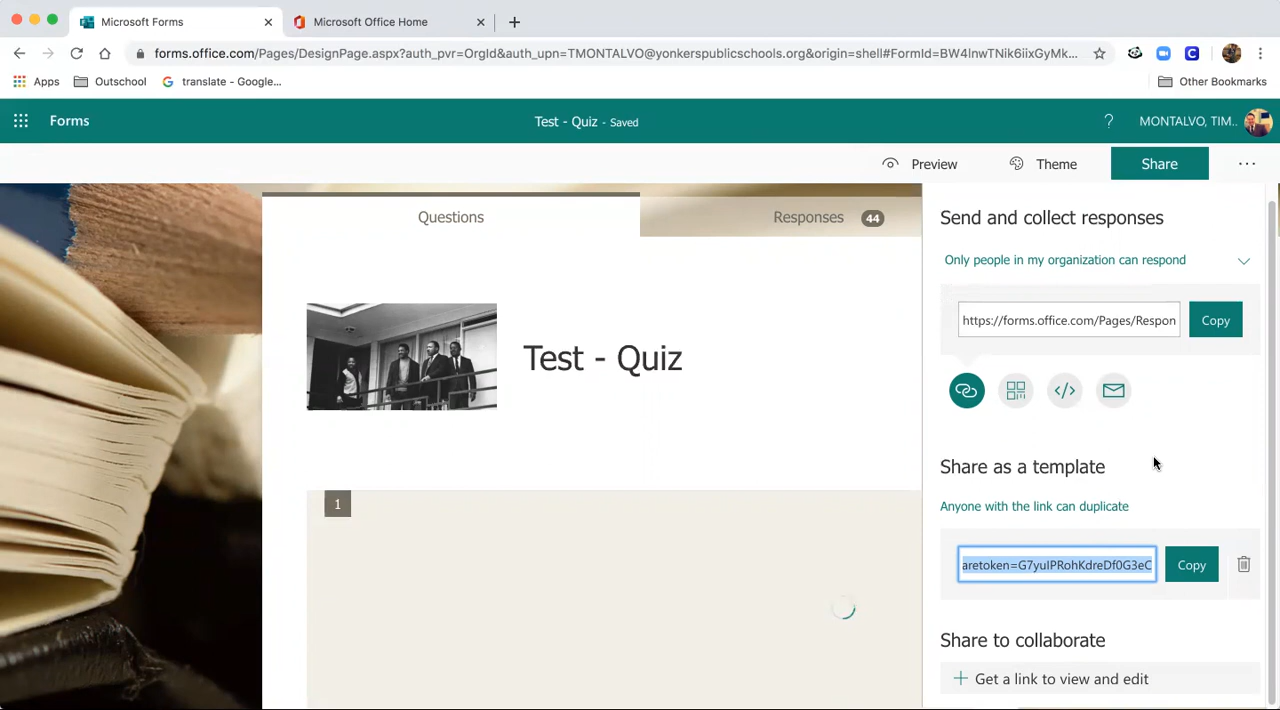 Microsoft Forms
Microsoft Office Home
forms.office.com/Pages/DesignPage.aspx?auth_pvr=OrgId&auth_upn=TMONTALVO@yonkerspublicschools.org&origin=shell#FormId=BW4lnwTNik6iixGyMk...
Apps Outschool translate - Google... Other Bookmarks
Forms
Test - Quiz - Saved
? MONTALVO, TIM..
Preview Theme Share ...
Questions
Responses 44
Test - Quiz
1
Send and collect responses
Only people in my organization can respond
https://forms.office.com/Pages/Respon Copy
Share as a template
Anyone with the link can duplicate
aretoken=G7yuIPRohKdreDf0G3eC Copy
Share to collaborate
+ Get a link to view and edit